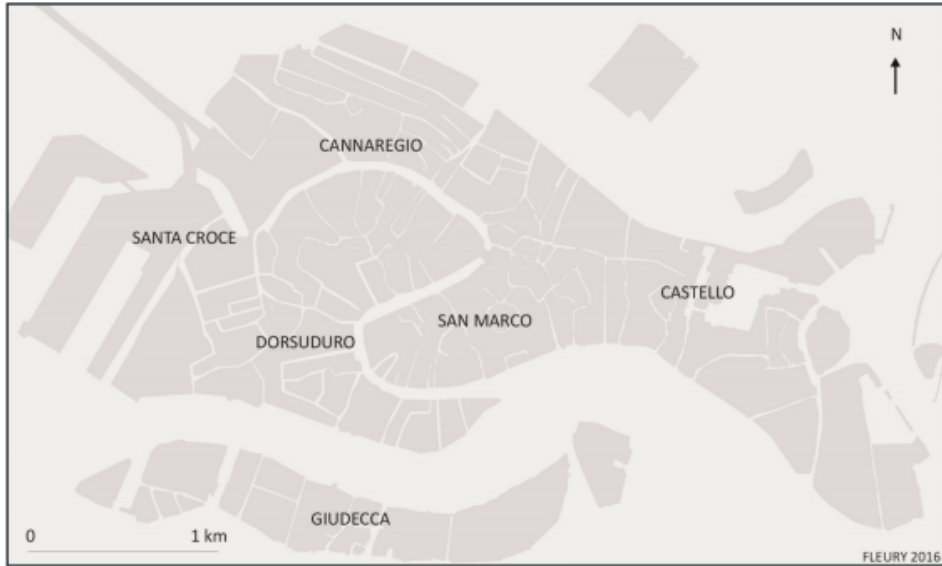 N
CANNAREGIO
SANTA CROCE
CASTELLO
SAN MARCO
DORSUDURO
GIUDECCA
0 1 km
FLEURY 2016